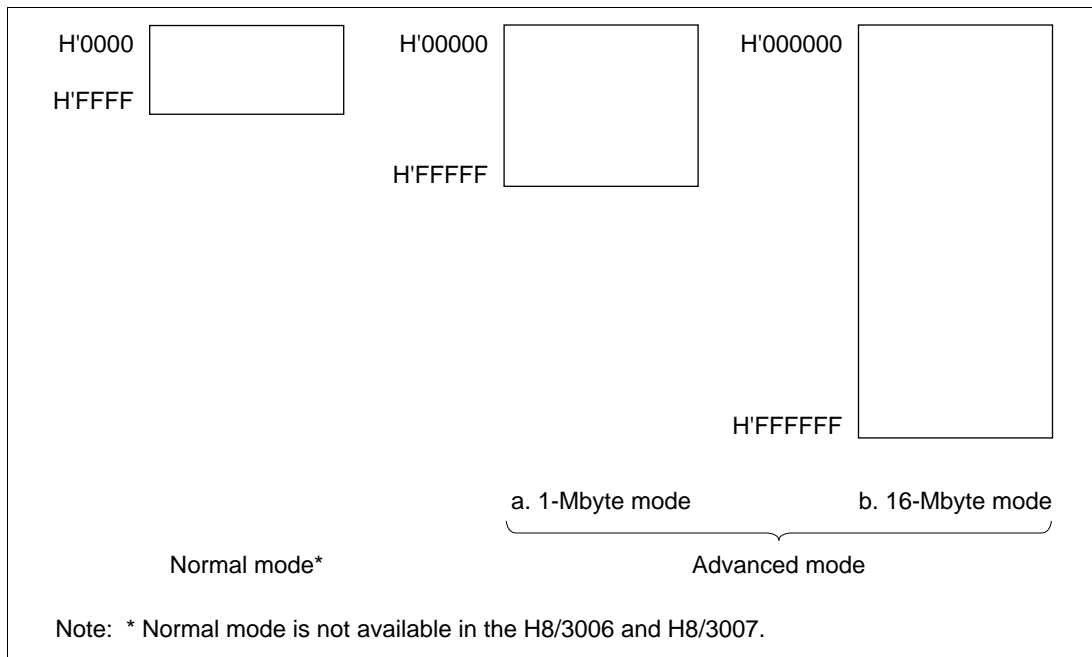 H'0000
H'FFFF
H'00000
H'FFFFF
H'000000
H'FFFFFF
a. 1-Mbyte mode
b. 16-Mbyte mode
Normal mode*
Advanced mode
Note: * Normal mode is not available in the H8/3006 and H8/3007.